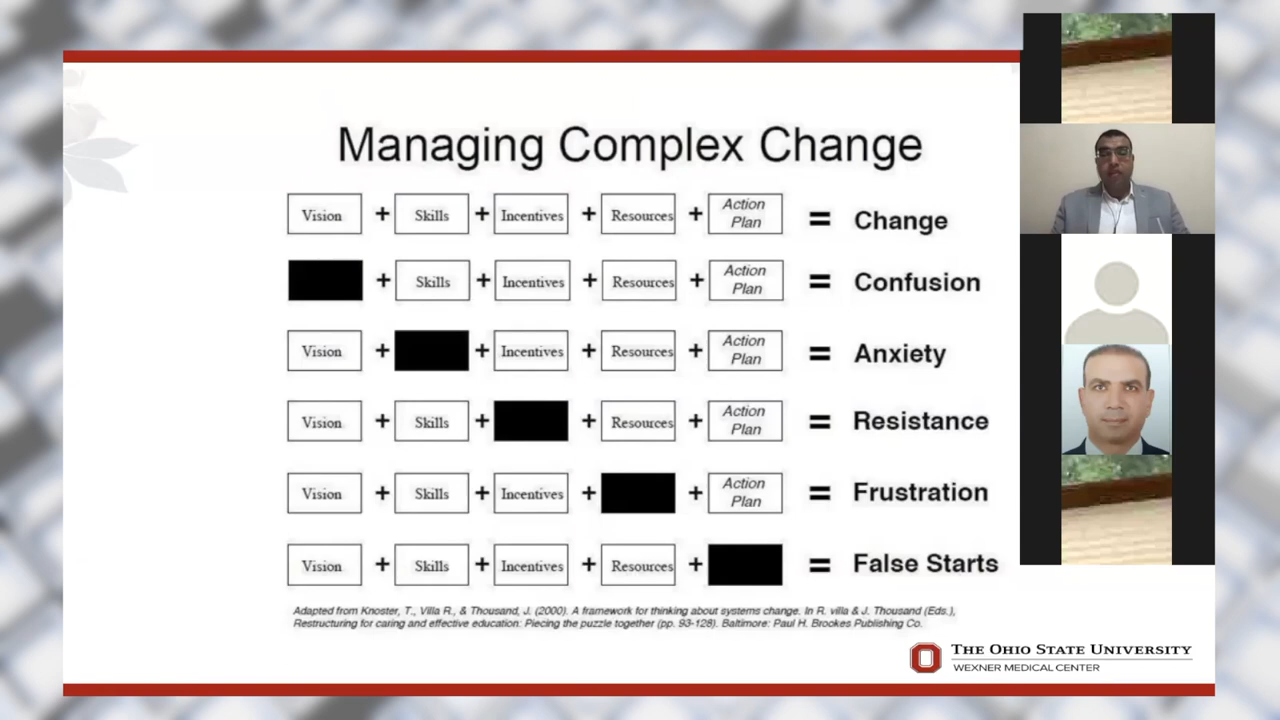 Managing Complex Change
Vision + Skills + Incentives + Resources + Action Plan = Change
+ Skills + Incentives + Resources + Action Plan = Confusion
Vision + + Incentives + Resources + Action Plan = Anxiety
Vision + Skills + + Resources + Action Plan = Resistance
Vision + Skills + Incentives + + Action Plan = Frustration
Vision + Skills + Incentives + Resources + = False Starts
Adapted from Knoster, T., Villa R., & Thousand, J. (2000). A framework for thinking about systems change. In R. villa & J. Thousand (Eds.),
Restructuring for caring and effective education: Piecing the puzzle together (pp. 93-128). Baltimore: Paul H. Brookes Publishing Co.
THE OHIO STATE UNIVERSITY
WEXNER MEDICAL CENTER